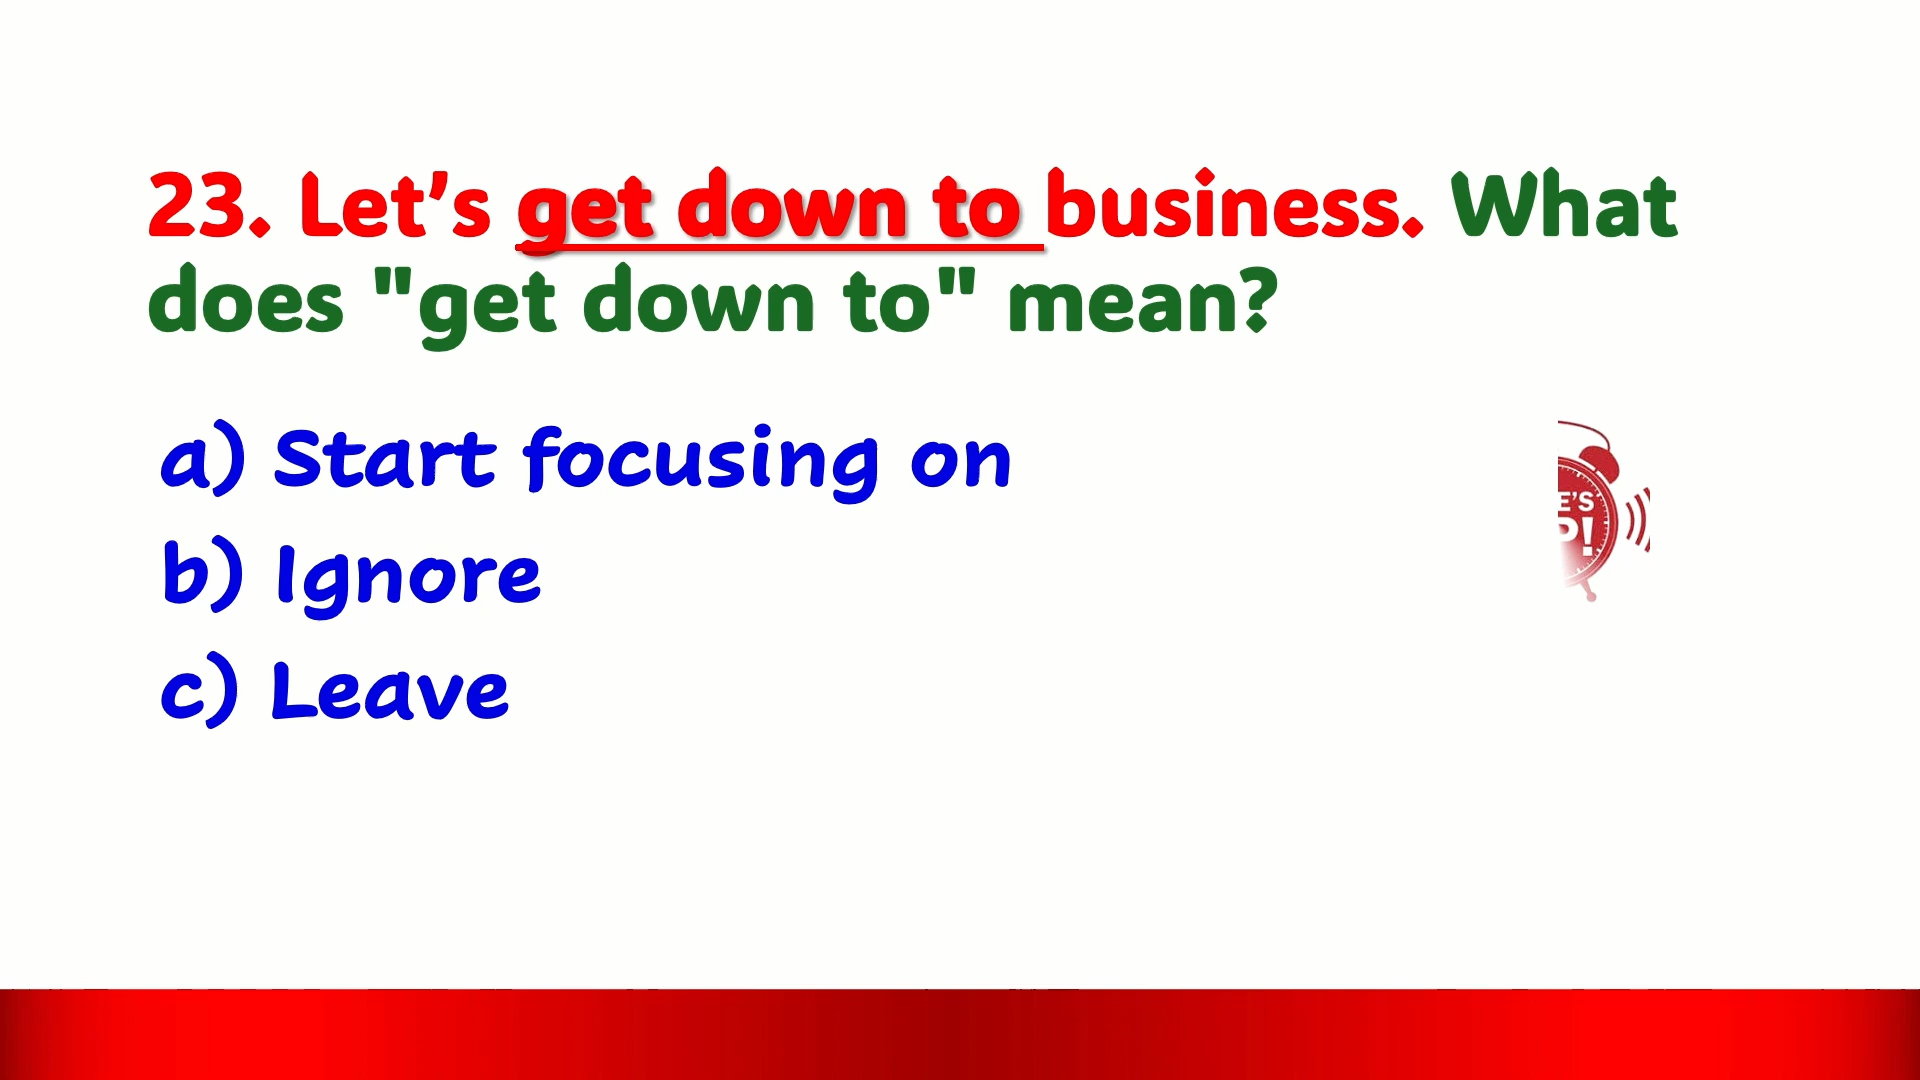 23. Let’s get down to business. What
does "get down to" mean?
a) Start focusing on
b) Ignore
c) Leave
E’S
P!